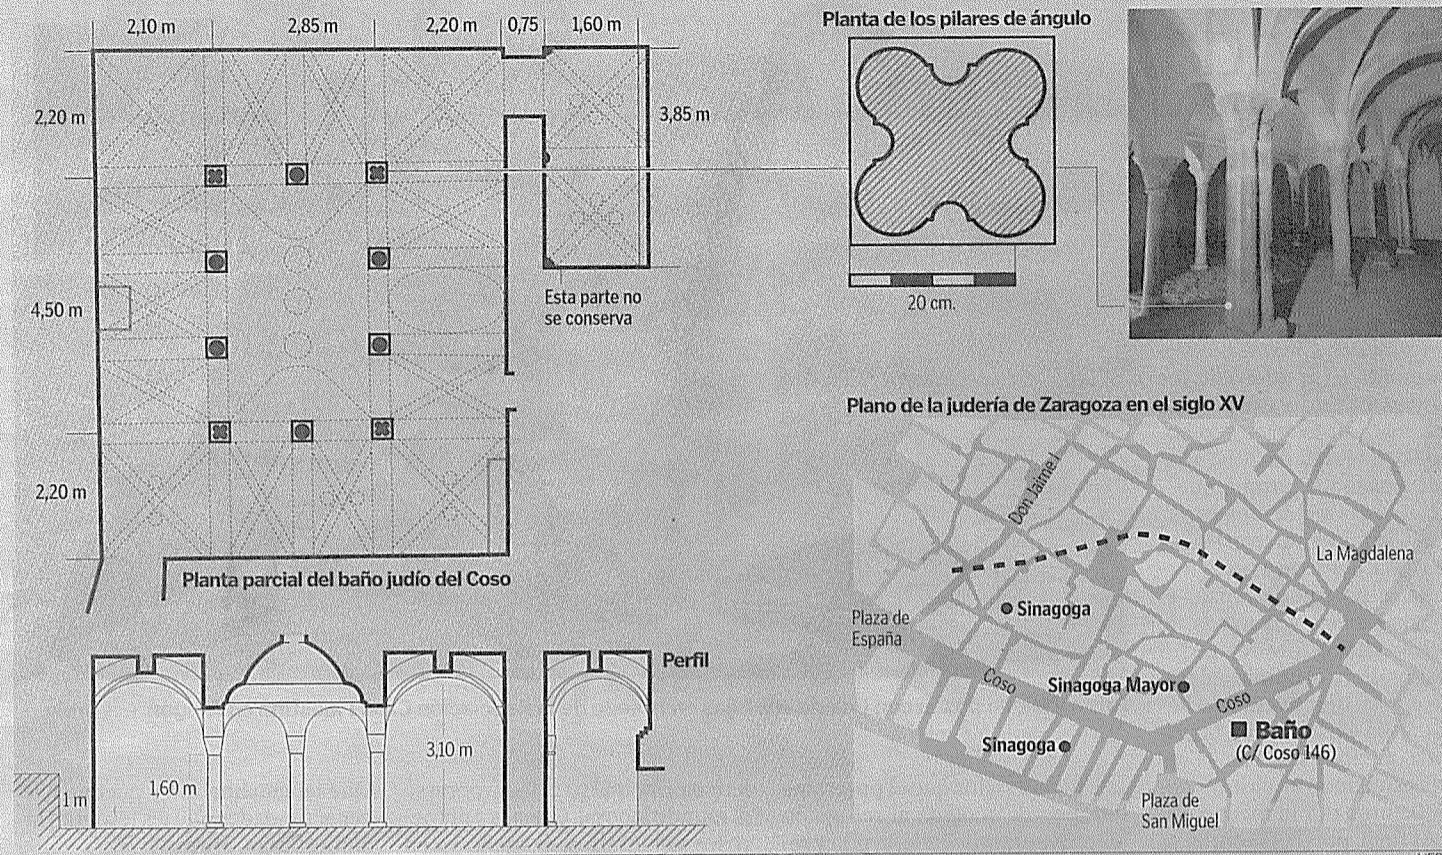 2,10 m
2,85 m
2,20 m
0,75
1,60 m
2,20 m
3,85 m
4,50 m
Esta parte no
se conserva
2,20 m
Planta parcial del baño judío del Coso
Planta de los pilares de ángulo
20 cm.
Perfil
3,10 m
1,60 m
1 m
Plano de la judería de Zaragoza en el siglo XV
Don Jaime I
La Magdalena
Sinagoga
Plaza de
España
Coso
Sinagoga Mayor
Coso
Baño
(C/ Coso 146)
Sinagoga
Plaza de
San Miguel